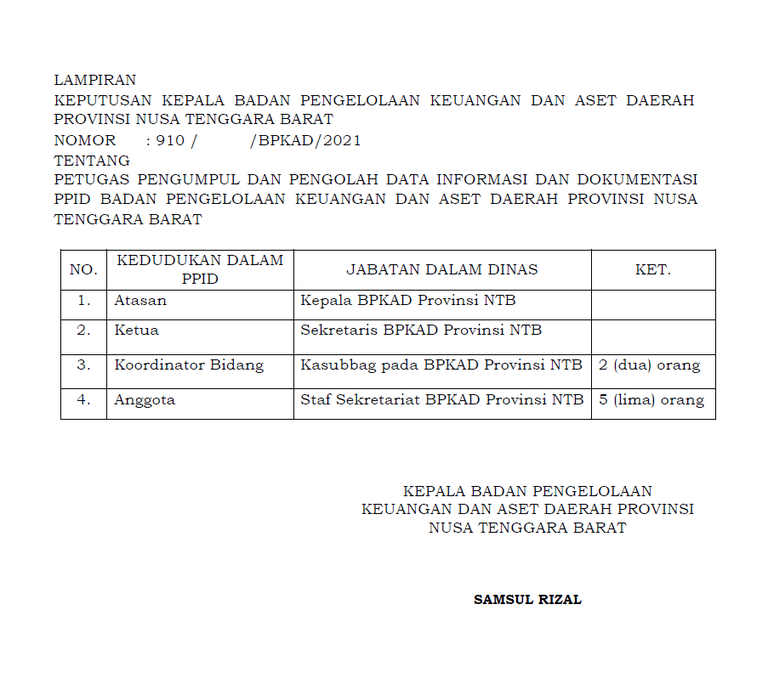 LAMPIRAN
KEPUTUSAN KEPALA BADAN PENGELOLAAN KEUANGAN DAN ASET DAERAH
PROVINSI NUSA TENGGARA BARAT
NOMOR : 910 / /BPKAD/2021
TENTANG
PETUGAS PENGUMPUL DAN PENGOLAH DATA INFORMASI DAN DOKUMENTASI
PPID BADAN PENGELOLAAN KEUANGAN DAN ASET DAERAH PROVINSI NUSA
TENGGARA BARAT
NO. KEDUDUKAN DALAM PPID JABATAN DALAM DINAS KET.
1. Atasan Kepala BPKAD Provinsi NTB
2. Ketua Sekretaris BPKAD Provinsi NTB
3. Koordinator Bidang Kasubbag pada BPKAD Provinsi NTB 2 (dua) orang
4. Anggota Staf Sekretariat BPKAD Provinsi NTB 5 (lima) orang
KEPALA BADAN PENGELOLAAN
KEUANGAN DAN ASET DAERAH PROVINSI
NUSA TENGGARA BARAT
SAMSUL RIZAL